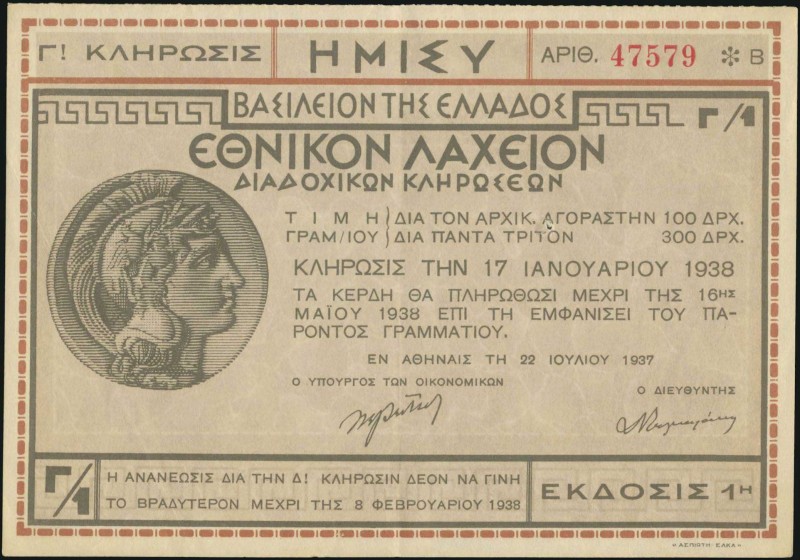 Γ! ΚΛΗΡΩΣΙΣ ΗΜΙΣΥ ΑΡΙΘ. 47579 ✻ Β
ΒΑΣΙΛΕΙΟΝ ΤΗΣ ΕΛΛΑΔΟΣ
Γ/1
ΕΘΝΙΚΟΝ ΛΑΧΕΙΟΝ
ΔΙΑΔΟΧΙΚΩΝ ΚΛΗΡΩΣΕΩΝ
ΤΙΜΗ } ΔΙΑ ΤΟΝ ΑΡΧΙΚ. ΑΓΟΡΑΣΤΗΝ 100 ΔΡΧ.
ΓΡΑΜ/ΙΟΥ } ΔΙΑ ΠΑΝΤΑ ΤΡΙΤΟΝ 300 ΔΡΧ.
ΚΛΗΡΩΣΙΣ ΤΗΝ 17 ΙΑΝΟΥΑΡΙΟΥ 1938
ΤΑ ΚΕΡΔΗ ΘΑ ΠΛΗΡΩΘΩΣΙ ΜΕΧΡΙ ΤΗΣ 16ΗΣ
ΜΑΪΟΥ 1938 ΕΠΙ ΤΗ ΕΜΦΑΝΙΣΕΙ ΤΟΥ ΠΑ-
ΡΟΝΤΟΣ ΓΡΑΜΜΑΤΙΟΥ.
ΕΝ ΑΘΗΝΑΙΣ ΤΗ 22 ΙΟΥΛΙΟΥ 1937
Ο ΥΠΟΥΡΓΟΣ ΤΩΝ ΟΙΚΟΝΟΜΙΚΩΝ
Ο ΔΙΕΥΘΥΝΤΗΣ
Γ/1
Η ΑΝΑΝΕΩΣΙΣ ΔΙΑ ΤΗΝ Δ! ΚΛΗΡΩΣΙΝ ΔΕΟΝ ΝΑ ΓΙΝΗ
ΤΟ ΒΡΑΔΥΤΕΡΟΝ ΜΕΧΡΙ ΤΗΣ 8 ΦΕΒΡΟΥΑΡΙΟΥ 1938
ΕΚΔΟΣΙΣ 1Η
«ΑΣΠΙΩΤΗ-ΕΛΚΑ»